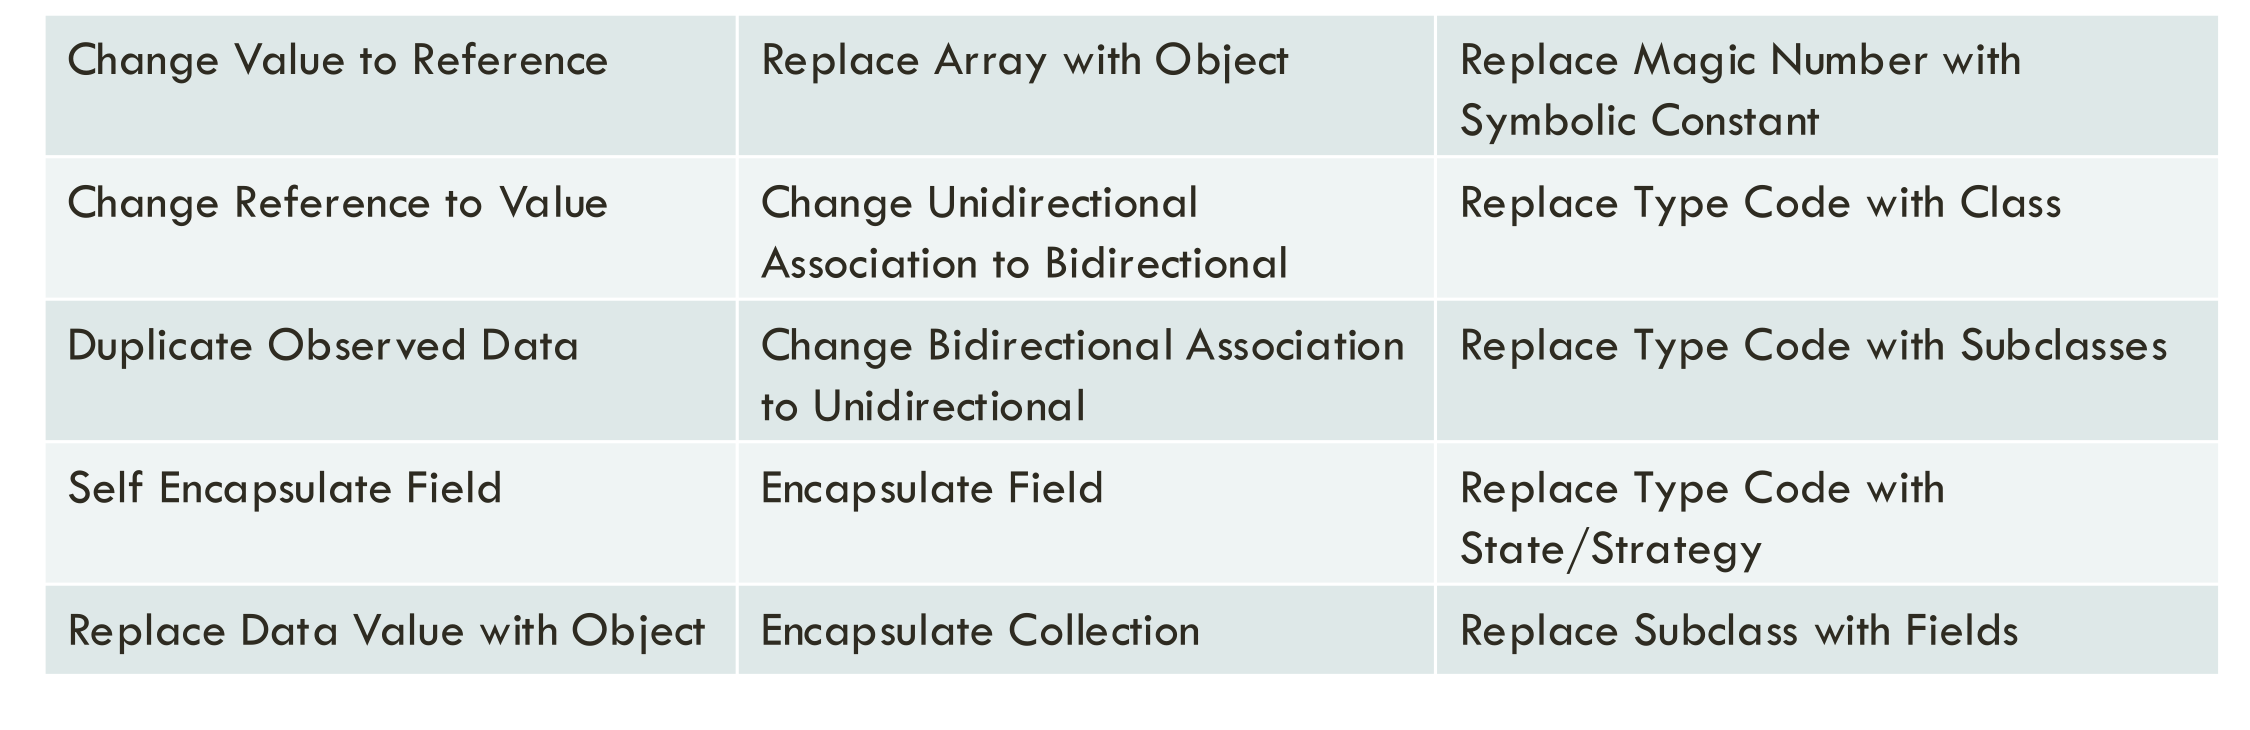 Change Value to Reference
Replace Array with Object
Replace Magic Number with
Symbolic Constant
Change Reference to Value
Change Unidirectional
Association to Bidirectional
Replace Type Code with Class
Duplicate Observed Data
Change Bidirectional Association
to Unidirectional
Replace Type Code with Subclasses
Self Encapsulate Field
Encapsulate Field
Replace Type Code with
State/Strategy
Replace Data Value with Object
Encapsulate Collection
Replace Subclass with Fields